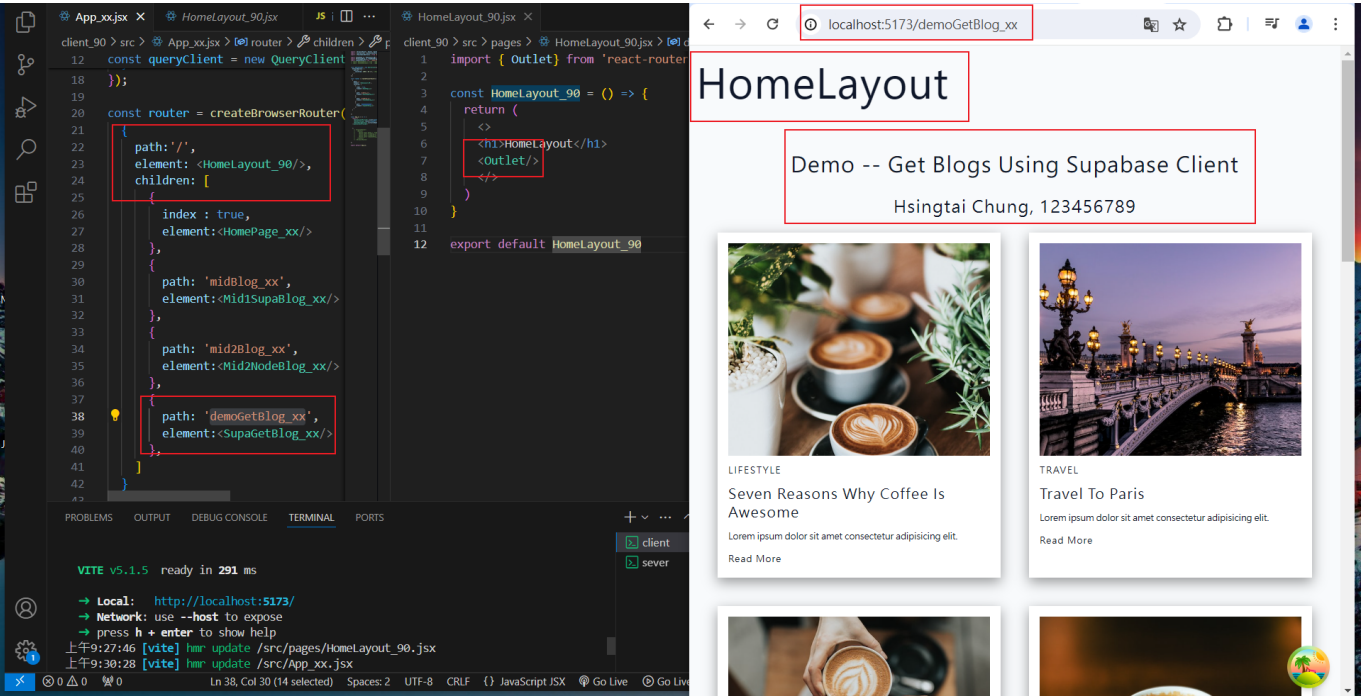 App_xx.jsx
HomeLayout_90.jsx
JS
client_90 > src > App_xx.jsx > router > children > p
12 const queryClient = new QueryClient
18 });
19
20 const router = createBrowserRouter(
21 {
22 path:'/',
23 element: <HomeLayout_90/>,
24 children: [
25 {
26 index : true,
27 element:<HomePage_xx/>
28 },
29 {
30 path: 'midBlog_xx',
31 element:<Mid1SupaBlog_xx/>
32 },
33 {
34 path: 'mid2Blog_xx',
35 element:<Mid2NodeBlog_xx/>
36 },
37 {
38 path: 'demoGetBlog_xx',
39 element:<SupaGetBlog_xx/>
40 },
41 ]
42 }
43
HomeLayout_90.jsx
client_90 > src > pages > HomeLayout_90.jsx >
1 import { Outlet} from 'react-router
2
3 const HomeLayout_90 = () => {
4 return (
5 <>
6 <h1>HomeLayout</h1>
7 <Outlet/>
8 </>
9 )
10 }
11
12 export default HomeLayout_90
PROBLEMS OUTPUT DEBUG CONSOLE TERMINAL PORTS
client
sever
VITE v5.1.5 ready in 291 ms
➜ Local: http://localhost:5173/
➜ Network: use --host to expose
➜ press h + enter to show help
上午9:27:46 [vite] hmr update /src/pages/HomeLayout_90.jsx
上午9:30:28 [vite] hmr update /src/App_xx.jsx
1
0 0 0 Ln 38, Col 30 (14 selected) Spaces: 2 UTF-8 CRLF {} JavaScript JSX Go Live Go Live
localhost:5173/demoGetBlog_xx
HomeLayout
Demo -- Get Blogs Using Supabase Client
Hsingtai Chung, 123456789
LIFESTYLE
Seven Reasons Why Coffee Is
Awesome
Lorem ipsum dolor sit amet consectetur adipisicing elit.
Read More
TRAVEL
Travel To Paris
Lorem ipsum dolor sit amet consectetur adipisicing elit.
Read More